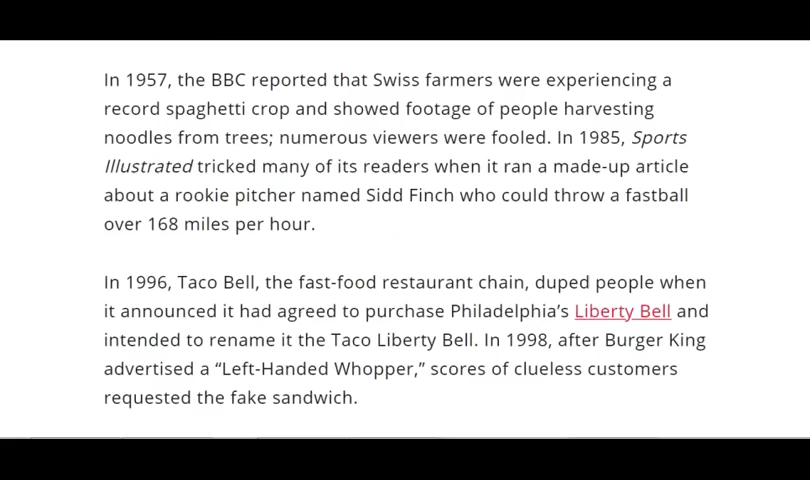 In 1957, the BBC reported that Swiss farmers were experiencing a
record spaghetti crop and showed footage of people harvesting
noodles from trees; numerous viewers were fooled. In 1985, Sports
Illustrated tricked many of its readers when it ran a made-up article
about a rookie pitcher named Sidd Finch who could throw a fastball
over 168 miles per hour.
In 1996, Taco Bell, the fast-food restaurant chain, duped people when
it announced it had agreed to purchase Philadelphia’s Liberty Bell and
intended to rename it the Taco Liberty Bell. In 1998, after Burger King
advertised a “Left-Handed Whopper,” scores of clueless customers
requested the fake sandwich.